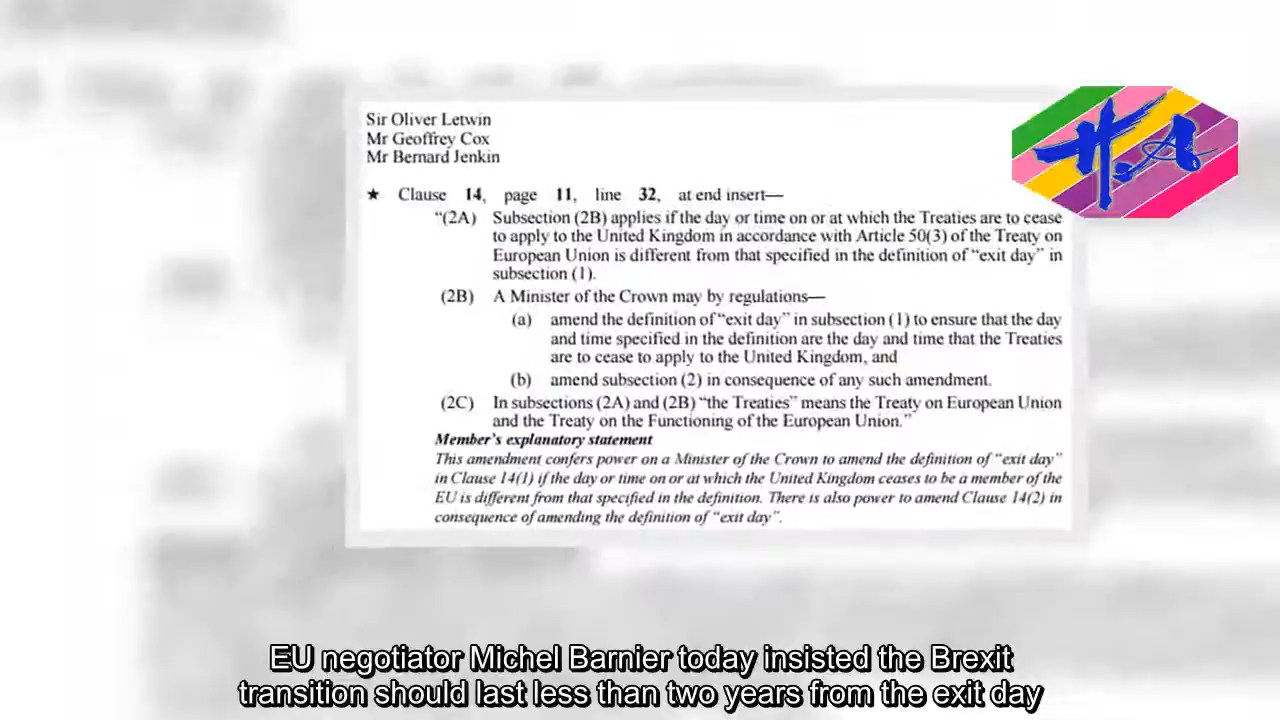 Sir Oliver Letwin
Mr Geoffrey Cox
Mr Bernard Jenkin
★ Clause 14, page 11, line 32, at end insert—
“(2A) Subsection (2B) applies if the day or time on or at which the Treaties are to cease
to apply to the United Kingdom in accordance with Article 50(3) of the Treaty on
European Union is different from that specified in the definition of “exit day” in
subsection (1).
(2B) A Minister of the Crown may by regulations—
(a) amend the definition of “exit day” in subsection (1) to ensure that the day
and time specified in the definition are the day and time that the Treaties
are to cease to apply to the United Kingdom, and
(b) amend subsection (2) in consequence of any such amendment.
(2C) In subsections (2A) and (2B) “the Treaties” means the Treaty on European Union
and the Treaty on the Functioning of the European Union.”
Member’s explanatory statement
This amendment confers power on a Minister of the Crown to amend the definition of “exit day”
in Clause 14(1) if the day or time on or at which the United Kingdom ceases to be a member of the
EU is different from that specified in the definition. There is also power to amend Clause 14(2) in
consequence of amending the definition of “exit day”.
H.A
EU negotiator Michel Barnier today insisted the Brexit
transition should last less than two years from the exit day